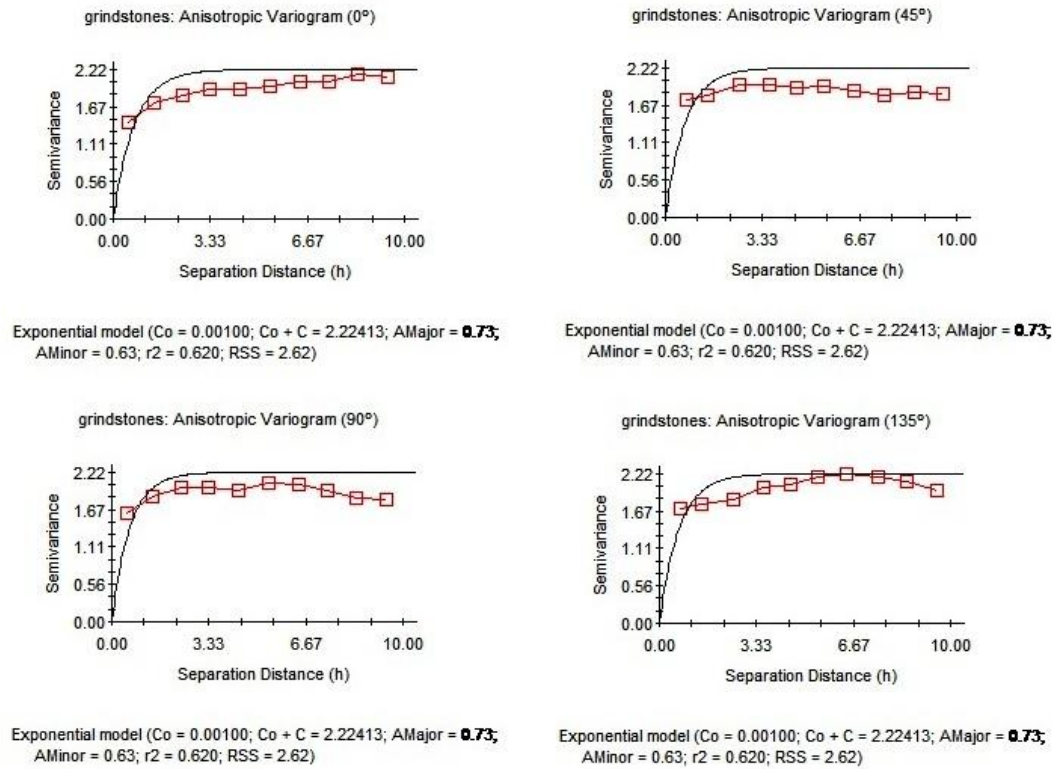 grindstones: Anisotropic Variogram (0º)
2.22
1.67
1.11
0.56
0.00
Semivariance
0.00 3.33 6.67 10.00
Separation Distance (h)
Exponential model (Co = 0.00100; Co + C = 2.22413; AMajor = 0.73;
AMinor = 0.63; r2 = 0.620; RSS = 2.62)
grindstones: Anisotropic Variogram (45º)
2.22
1.67
1.11
0.56
0.00
Semivariance
0.00 3.33 6.67 10.00
Separation Distance (h)
Exponential model (Co = 0.00100; Co + C = 2.22413; AMajor = 0.73;
AMinor = 0.63; r2 = 0.620; RSS = 2.62)
grindstones: Anisotropic Variogram (90º)
2.22
1.67
1.11
0.56
0.00
Semivariance
0.00 3.33 6.67 10.00
Separation Distance (h)
Exponential model (Co = 0.00100; Co + C = 2.22413; AMajor = 0.73;
AMinor = 0.63; r2 = 0.620; RSS = 2.62)
grindstones: Anisotropic Variogram (135º)
2.22
1.67
1.11
0.56
0.00
Semivariance
0.00 3.33 6.67 10.00
Separation Distance (h)
Exponential model (Co = 0.00100; Co + C = 2.22413; AMajor = 0.73;
AMinor = 0.63; r2 = 0.620; RSS = 2.62)